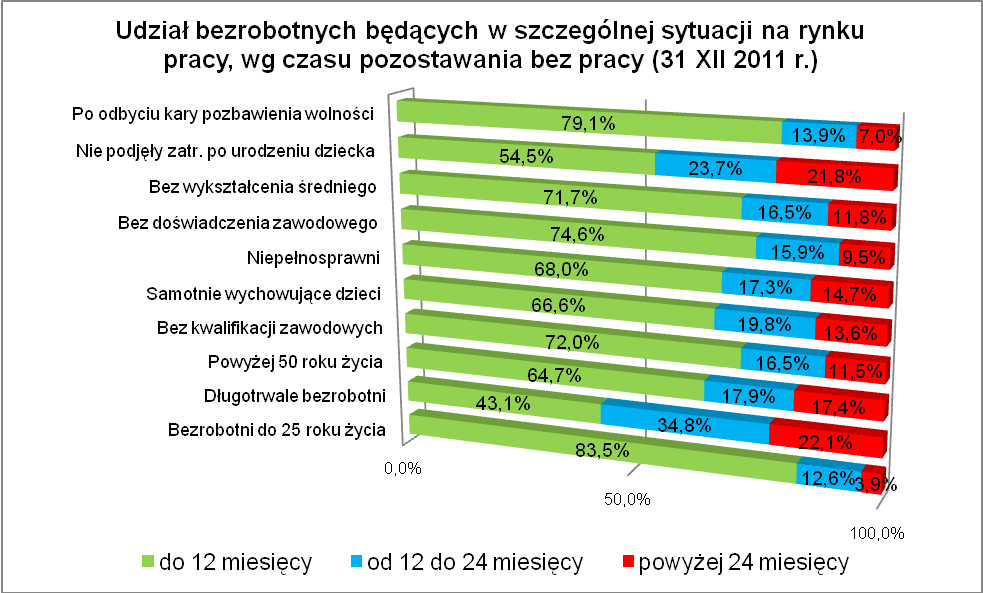 Udział bezrobotnych będących w szczególnej sytuacji na rynku
pracy, wg czasu pozostawania bez pracy (31 XII 2011 r.)
Po odbyciu kary pozbawienia wolności
79,1%
13,9%
7,0%
Nie podjęły zatr. po urodzeniu dziecka
54,5%
23,7%
21,8%
Bez wykształcenia średniego
71,7%
16,5%
11,8%
Bez doświadczenia zawodowego
74,6%
15,9%
9,5%
Niepełnosprawni
68,0%
17,3%
14,7%
Samotnie wychowujące dzieci
66,6%
19,8%
13,6%
Bez kwalifikacji zawodowych
72,0%
16,5%
11,5%
Powyżej 50 roku życia
64,7%
17,9%
17,4%
Długotrwale bezrobotni
43,1%
34,8%
22,1%
Bezrobotni do 25 roku życia
83,5%
12,6%
3,9%
0,0%
50,0%
100,0%
do 12 miesięcy
od 12 do 24 miesięcy
powyżej 24 miesięcy